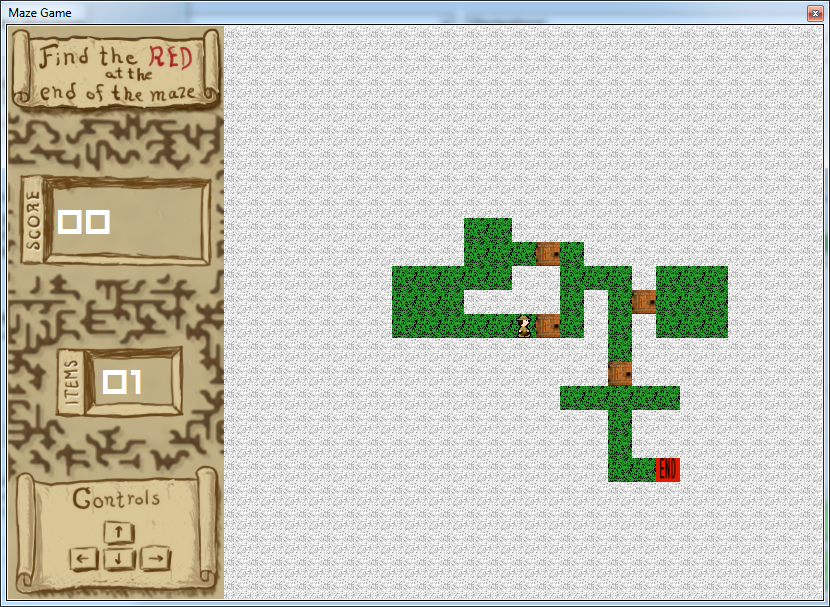 Maze Game
Find the RED
at the
end of the maze
SCORE
00
ITEMS
01
Controls
↑
← ↓ →
END